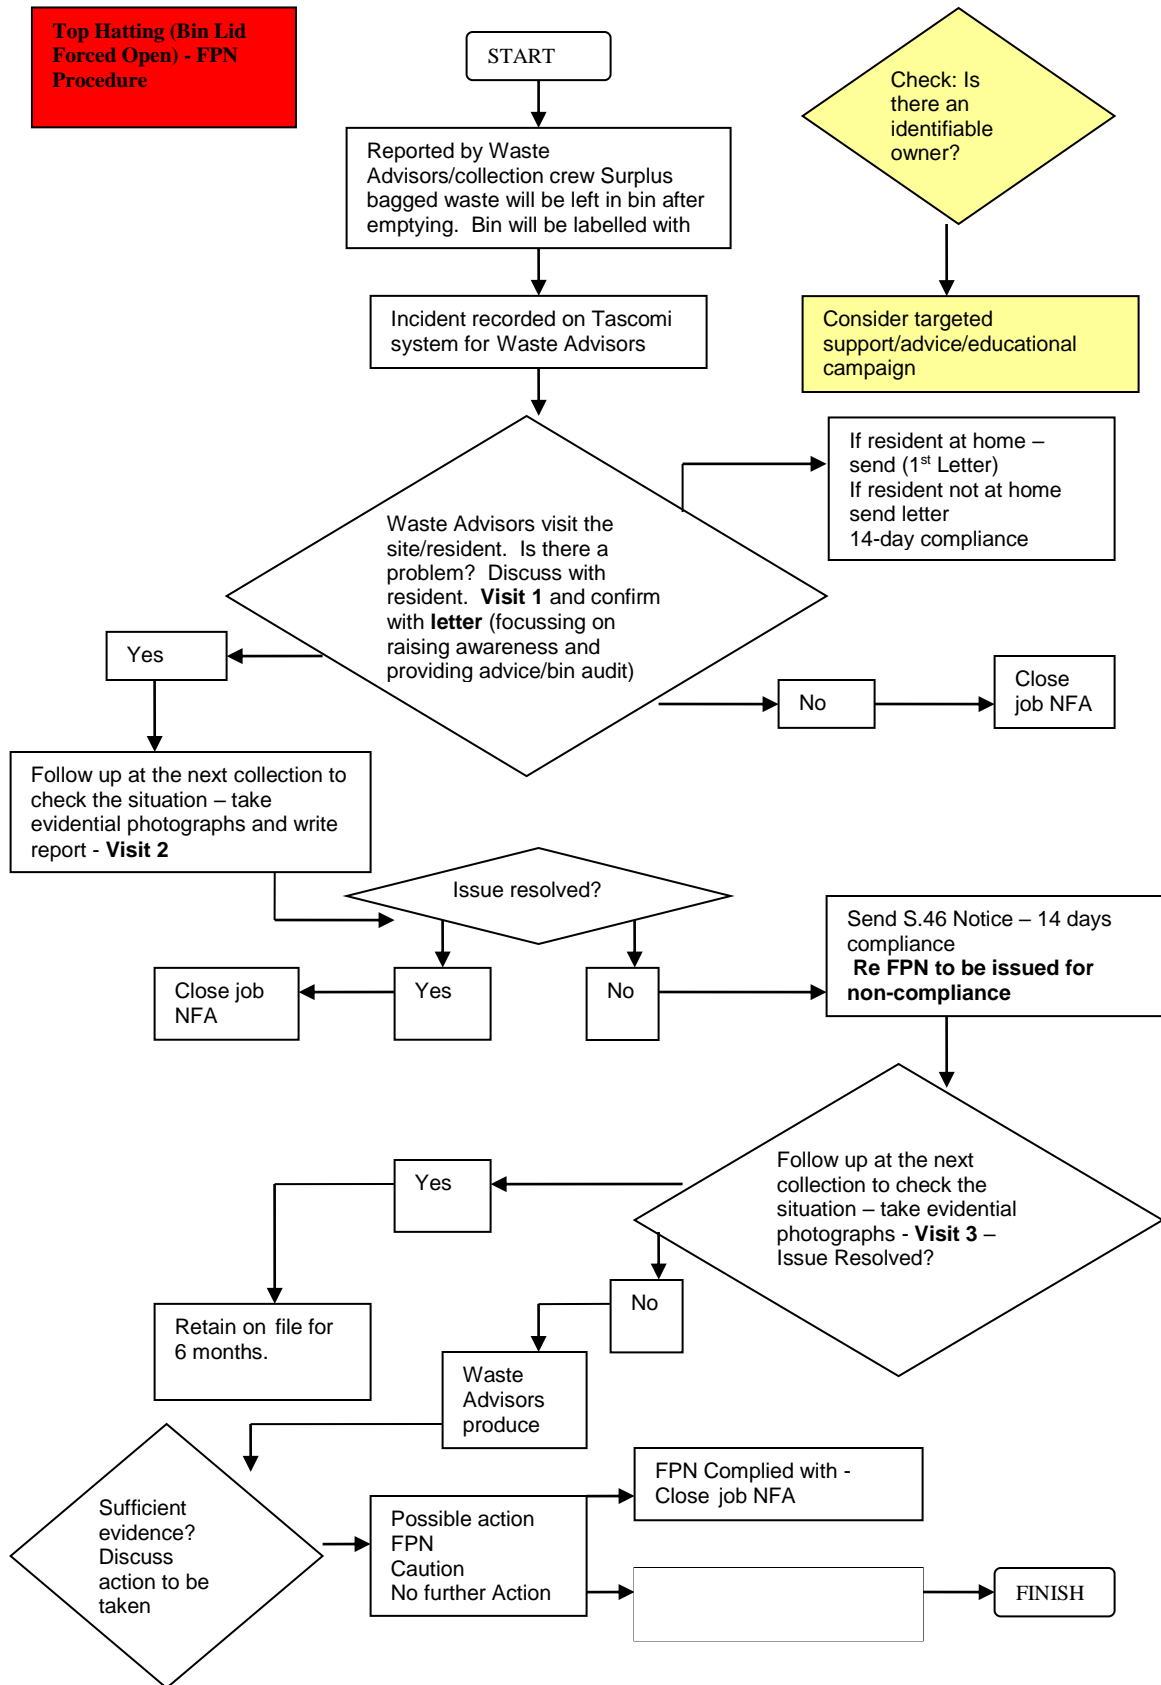 Top Hatting (Bin Lid
Forced Open) - FPN
Procedure
START
Check: Is
there an
identifiable
owner?
Reported by Waste
Advisors/collection crew Surplus
bagged waste will be left in bin after
emptying.  Bin will be labelled with
Incident recorded on Tascomi
system for Waste Advisors
Consider targeted
support/advice/educational
campaign
If resident at home –
send (1st Letter)
If resident not at home
send letter
14-day compliance
Waste Advisors visit the
site/resident.  Is there a
problem?  Discuss with
resident.  Visit 1 and confirm
with letter (focussing on
raising awareness and
providing advice/bin audit)
Yes
No
Close
job NFA
Follow up at the next collection to
check the situation – take
evidential photographs and write
report - Visit 2
Issue resolved?
Send S.46 Notice – 14 days
compliance
Re FPN to be issued for
non-compliance
Close job
NFA
Yes
No
Follow up at the next
collection to check the
situation – take evidential
photographs - Visit 3 –
Issue Resolved?
Yes
No
Retain on file for
6 months.
Waste
Advisors
produce
Sufficient
evidence?
Discuss
action to be
taken
Possible action
FPN
Caution
No further Action
FPN Complied with -
Close job NFA
FINISH